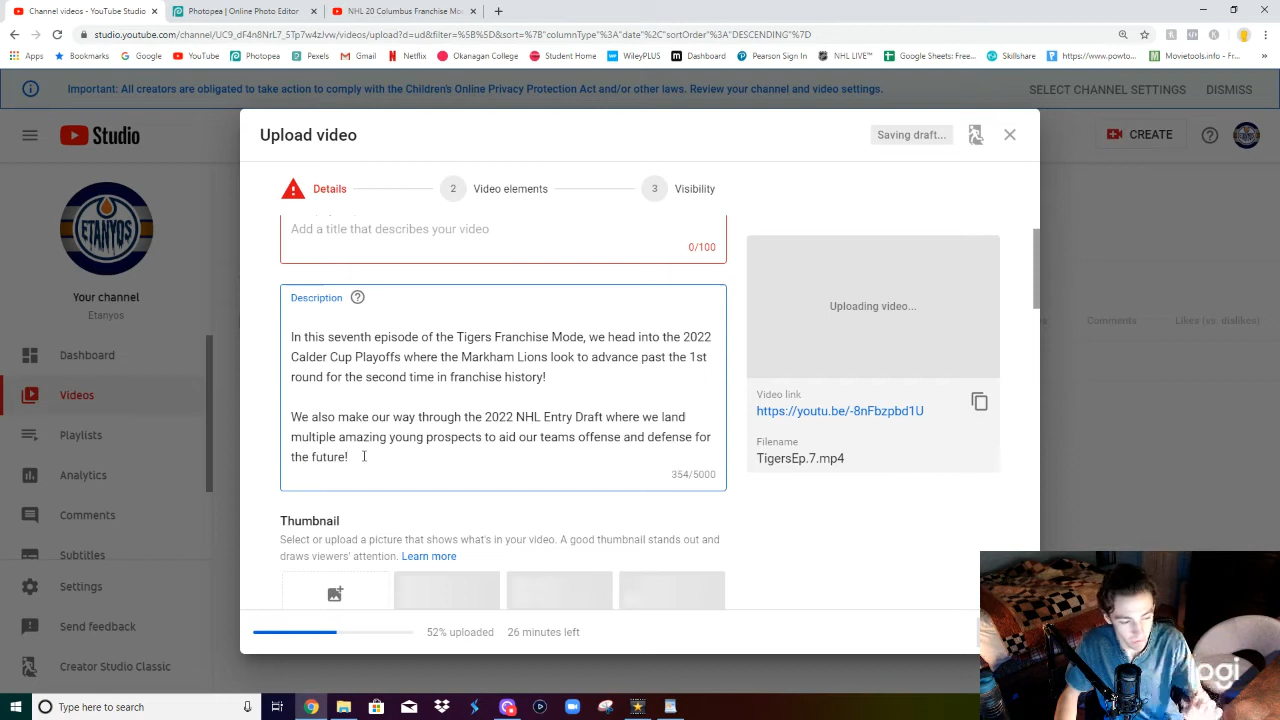 Channel videos - YouTube Studio
Photopea | Online Photo Editor
NHL 20 Columbus Franchise Mode
studio.youtube.com/channel/UC9_dF4n8NrL7_5Tp7w4zJvw/videos/upload?d=ud&filter=%5B%5D&sort=%7B"columnType"%3A"date"%2C"sortOrder"%3A"DESCENDING"%7D
Apps
Bookmarks
Google
YouTube
PayPal
Gmail
Netflix
Okanagan College
Student Home
WileyPLUS
Dashboard
Pearson Sign In
NHL LIVE™
Google Sheets: Free...
Skillshare
https://www.powto...
Movietools.info - Fr...
Important: All creators are obligated to take action to comply with the Children's Online Privacy Protection Act and/or other laws. Review your channel and video settings.
SELECT CHANNEL SETTINGS
DISMISS
Studio
CREATE
Upload video
Saving draft...
Details
2
Video elements
3
Visibility
ETANYOS
Your channel
Etanyos
Dashboard
Videos
Playlists
Analytics
Comments
Subtitles
Settings
Send feedback
Creator Studio Classic
Add a title that describes your video
0/100
Description
In this seventh episode of the Tigers Franchise Mode, we head into the 2022
Calder Cup Playoffs where the Markham Lions look to advance past the 1st
round for the second time in franchise history!
We also make our way through the 2022 NHL Entry Draft where we land
multiple amazing young prospects to aid our teams offense and defense for
the future!
354/5000
Thumbnail
Select or upload a picture that shows what's in your video. A good thumbnail stands out and
draws viewers' attention. Learn more
Uploading video...
Video link
https://youtu.be/-8nFbzpbd1U
Filename
TigersEp.7.mp4
Comments
Likes (vs. dislikes)
52% uploaded
26 minutes left
logi
Type here to search